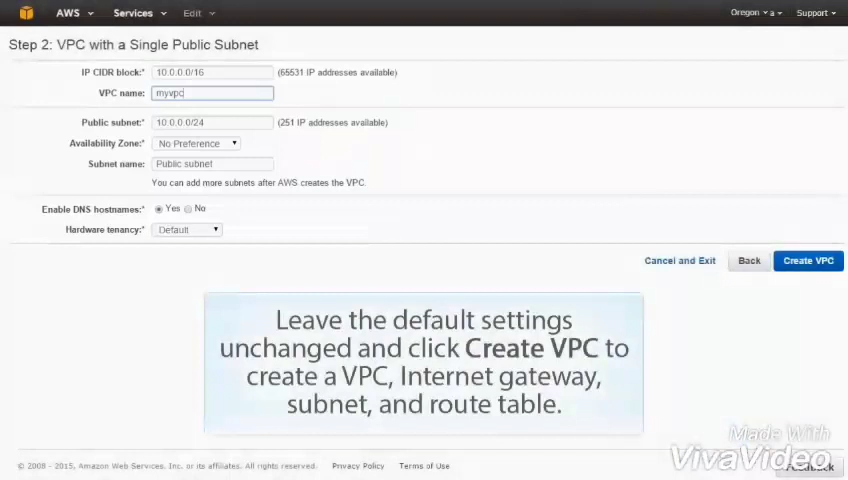 AWS Services Edit Oregon a Support
Step 2: VPC with a Single Public Subnet
IP CIDR block:* 10.0.0.0/16 (65531 IP addresses available)
VPC name: myvpc
Public subnet:* 10.0.0.0/24 (251 IP addresses available)
Availability Zone:* No Preference
Subnet name: Public subnet
You can add more subnets after AWS creates the VPC.
Enable DNS hostnames:* Yes No
Hardware tenancy:* Default
Cancel and Exit Back Create VPC
Leave the default settings
unchanged and click Create VPC to
create a VPC, Internet gateway,
subnet, and route table.
Made With
VivaVideo
© 2008 - 2015, Amazon Web Services, Inc. or its affiliates. All rights reserved. Privacy Policy Terms of Use Feedback